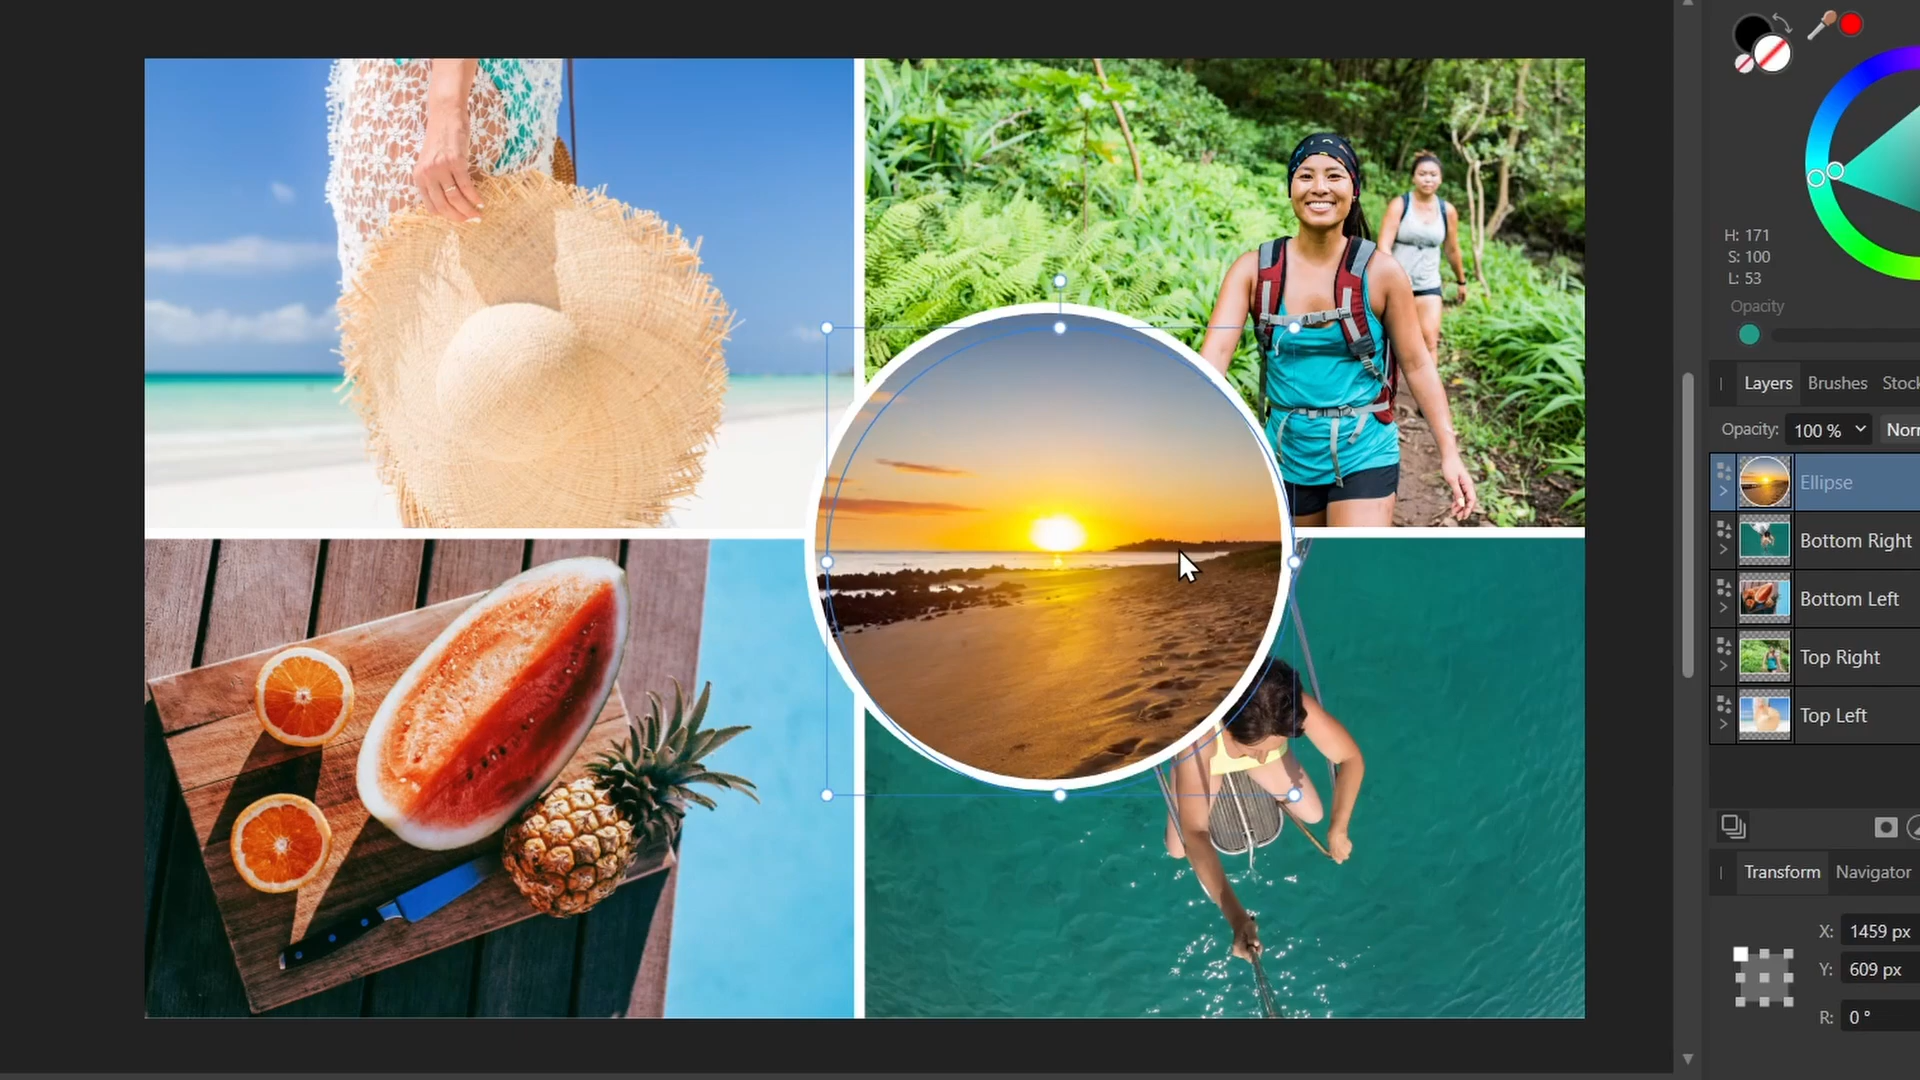 H: 171
S: 100
L: 53
Opacity
Layers Brushes Stock
Opacity: 100 % Norm
Ellipse
Bottom Right
Bottom Left
Top Right
Top Left
Transform Navigator
X: 1459 px
Y: 609 px
R: 0 °